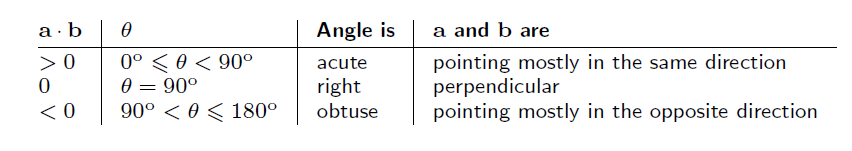 a · b θ Angle is a and b are
> 0 0° ⩽ θ < 90° acute pointing mostly in the same direction
0 θ = 90° right perpendicular
< 0 90° < θ ⩽ 180° obtuse pointing mostly in the opposite direction